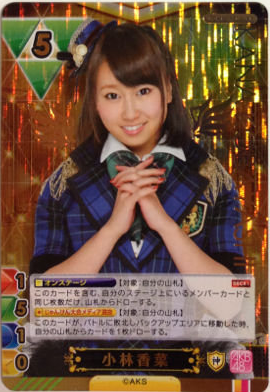 5
1
オンステージ
【対象:自分の山札】
このカードを含む、自分のステージ上にいるメンバーカードと
同じ枚数だけ、山札からドローする。
5
じゃんけん大会メディア選抜
【対象:自分の山札】
1
このカードが、バトルに敗北しバックアップエリアに移動した時、
自分のカードを1枚山札からドローする。
0
小林香菜
©AKS